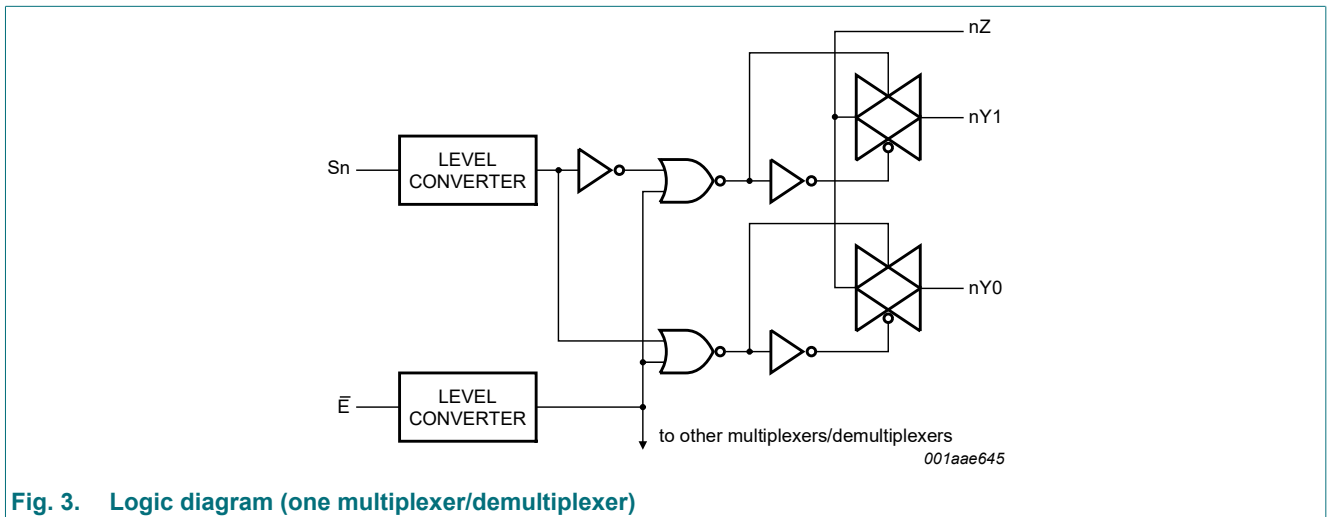 nZ
nY1
Sn
LEVEL
CONVERTER
nY0
E̅
LEVEL
CONVERTER
to other multiplexers/demultiplexers
001aae645
Fig. 3. Logic diagram (one multiplexer/demultiplexer)